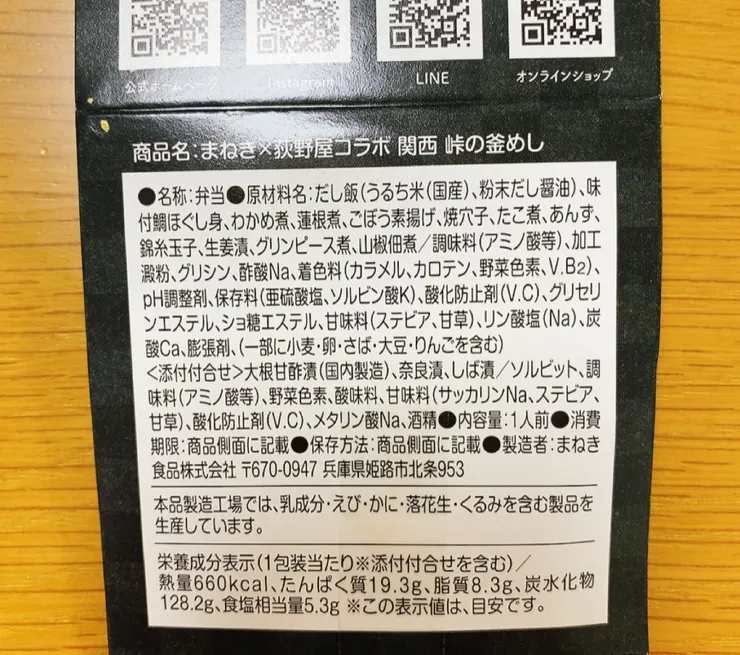 公式ホームページ
Instagram
LINE
オンラインショップ
商品名:まねき×荻野屋コラボ 関西 峠の釜めし
●名称:弁当●原材料名:だし飯(うるち米(国産)、粉末だし醤油)、味
付鯛ほぐし身、わかめ煮、蓮根煮、ごぼう素揚げ、焼穴子、たこ煮、あんず、
錦糸玉子、生姜漬、グリンピース煮、山椒佃煮/調味料(アミノ酸等)、加工
澱粉、グリシン、酢酸Na、着色料(カラメル、カロテン、野菜色素、V.B2)、
pH調整剤、保存料(亜硫酸塩、ソルビン酸K)、酸化防止剤(V.C)、グリセリ
ンエステル、ショ糖エステル、甘味料(ステビア、甘草)、リン酸塩(Na)、炭
酸Ca、膨張剤、(一部に小麦・卵・さば・大豆・りんごを含む)
<添付付合せ>大根甘酢漬(国内製造)、奈良漬、しば漬/ソルビット、調
味料(アミノ酸等)、野菜色素、酸味料、甘味料(サッカリンNa、ステビア、
甘草)、酸化防止剤(V.C)、メタリン酸Na、酒精●内容量:1人前●消費
期限:商品側面に記載●保存方法:商品側面に記載●製造者:まねき
食品株式会社 〒670-0947 兵庫県姫路市北条953
本品製造工場では、乳成分・えび・かに・落花生・くるみを含む製品を
生産しています。
栄養成分表示(1包装当たり※添付付合せを含む)/
熱量660kcal、たんぱく質19.3g、脂質8.3g、炭水化物
128.2g、食塩相当量5.3g ※この表示値は、目安です。